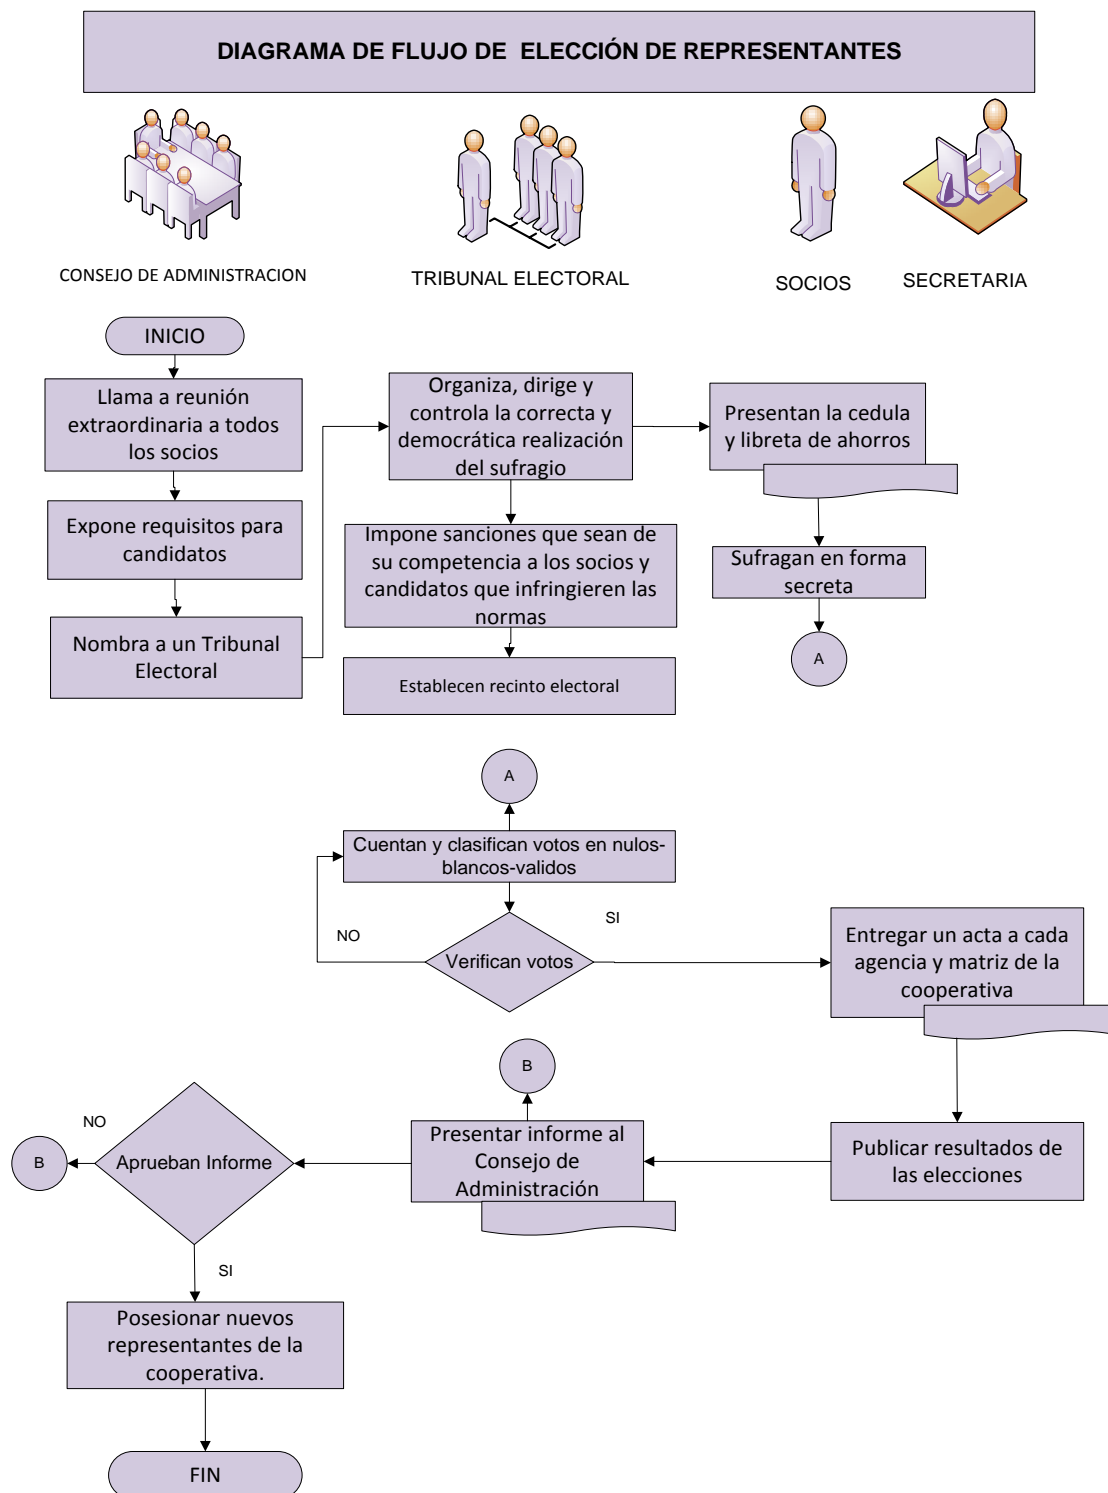 DIAGRAMA DE FLUJO DE ELECCIÓN DE REPRESENTANTES
CONSEJO DE ADMINISTRACION
TRIBUNAL ELECTORAL
SOCIOS
SECRETARIA
INICIO
Llama a reunión
extraordinaria a todos
los socios
Expone requisitos para
candidatos
Nombra a un Tribunal
Electoral
Organiza, dirige y
controla la correcta y
democrática realización
del sufragio
Impone sanciones que sean de
su competencia a los socios y
candidatos que infringieren las
normas
Establecen recinto electoral
Presentan la cedula
y libreta de ahorros
Sufragan en forma
secreta
A
A
Cuentan y clasifican votos en nulos-
blancos-validos
NO
SI
Verifican votos
Entregar un acta a cada
agencia y matriz de la
cooperativa
Publicar resultados de
las elecciones
B
Presentar informe al
Consejo de
Administración
Aprueban Informe
NO
B
SI
Posesionar nuevos
representantes de la
cooperativa.
FIN